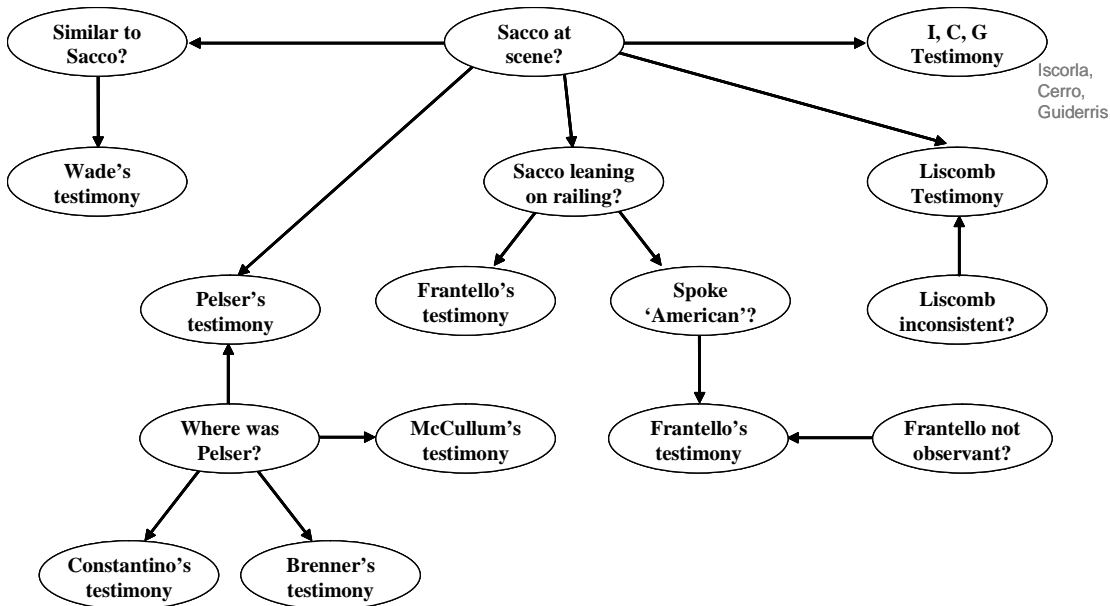 Similar to
Sacco?
Sacco at
scene?
I, C, G
Testimony
Iscorla,
Cerro,
Guiderris
Wade’s
testimony
Sacco leaning
on railing?
Liscomb
Testimony
Pelser’s
testimony
Frantello’s
testimony
Spoke
‘American’?
Liscomb
inconsistent?
Where was
Pelser?
McCullum’s
testimony
Frantello’s
testimony
Frantello not
observant?
Constantino’s
testimony
Brenner’s
testimony